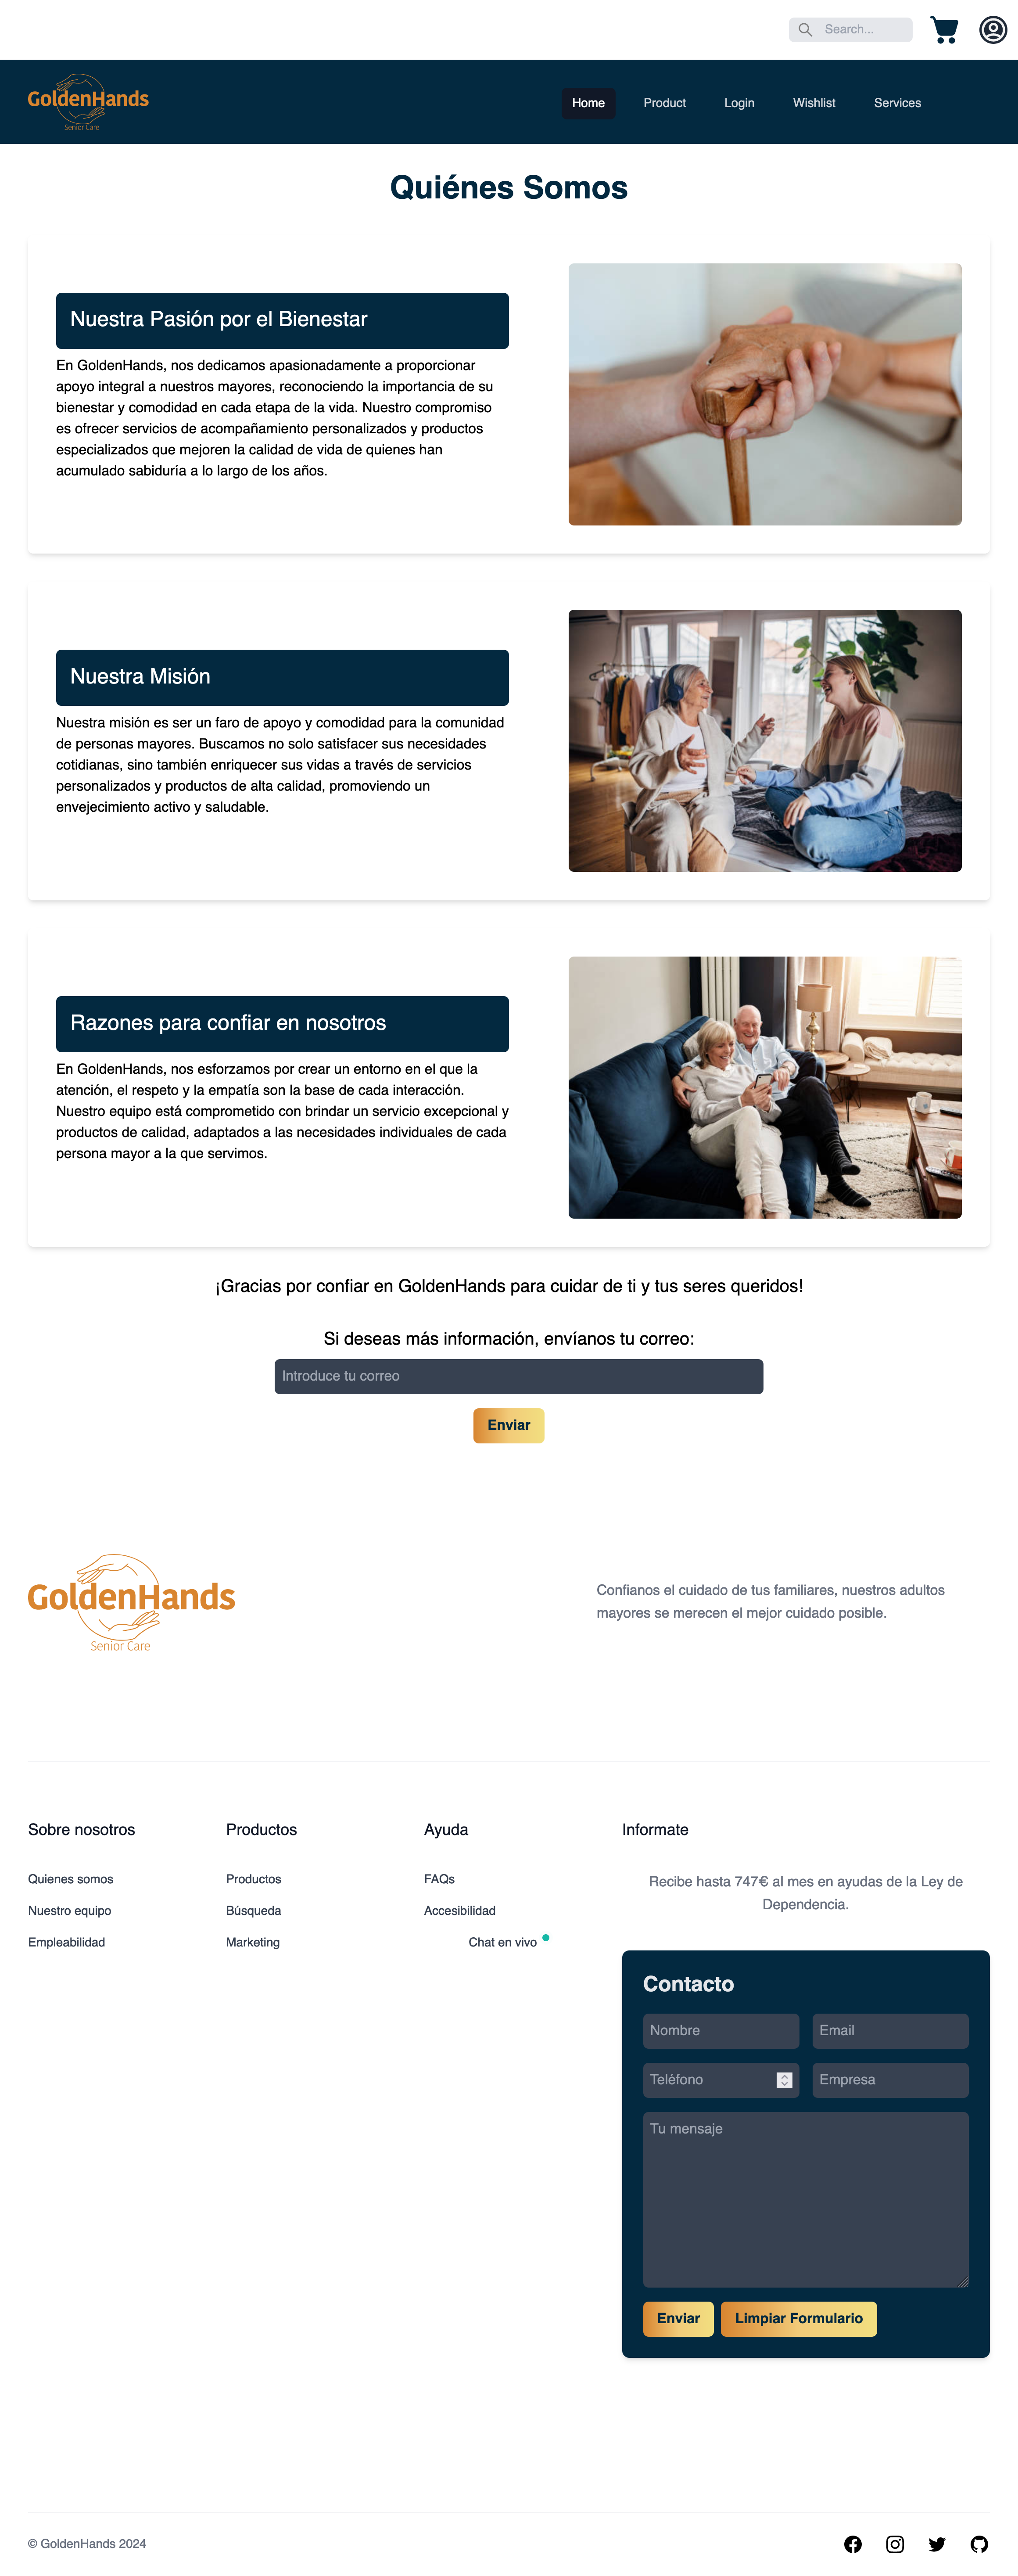 Search...
GoldenHands
Senior Care
Home Product Login Wishlist Services
Quiénes Somos
Nuestra Pasión por el Bienestar
En GoldenHands, nos dedicamos apasionadamente a proporcionar
apoyo integral a nuestros mayores, reconociendo la importancia de su
bienestar y comodidad en cada etapa de la vida. Nuestro compromiso
es ofrecer servicios de acompañamiento personalizados y productos
especializados que mejoren la calidad de vida de quienes han
acumulado sabiduría a lo largo de los años.
Nuestra Misión
Nuestra misión es ser un faro de apoyo y comodidad para la comunidad
de personas mayores. Buscamos no solo satisfacer sus necesidades
cotidianas, sino también enriquecer sus vidas a través de servicios
personalizados y productos de alta calidad, promoviendo un
envejecimiento activo y saludable.
Razones para confiar en nosotros
En GoldenHands, nos esforzamos por crear un entorno en el que la
atención, el respeto y la empatía son la base de cada interacción.
Nuestro equipo está comprometido con brindar un servicio excepcional y
productos de calidad, adaptados a las necesidades individuales de cada
persona mayor a la que servimos.
¡Gracias por confiar en GoldenHands para cuidar de ti y tus seres queridos!
Si deseas más información, envíanos tu correo:
Introduce tu correo
Enviar
GoldenHands
Senior Care
Confianos el cuidado de tus familiares, nuestros adultos
mayores se merecen el mejor cuidado posible.
Sobre nosotros
Quienes somos
Nuestro equipo
Empleabilidad
Productos
Productos
Búsqueda
Marketing
Ayuda
FAQs
Accesibilidad
Chat en vivo
Informate
Recibe hasta 747€ al mes en ayudas de la Ley de
Dependencia.
Contacto
Nombre Email
Teléfono Empresa
Tu mensaje
Enviar Limpiar Formulario
© GoldenHands 2024